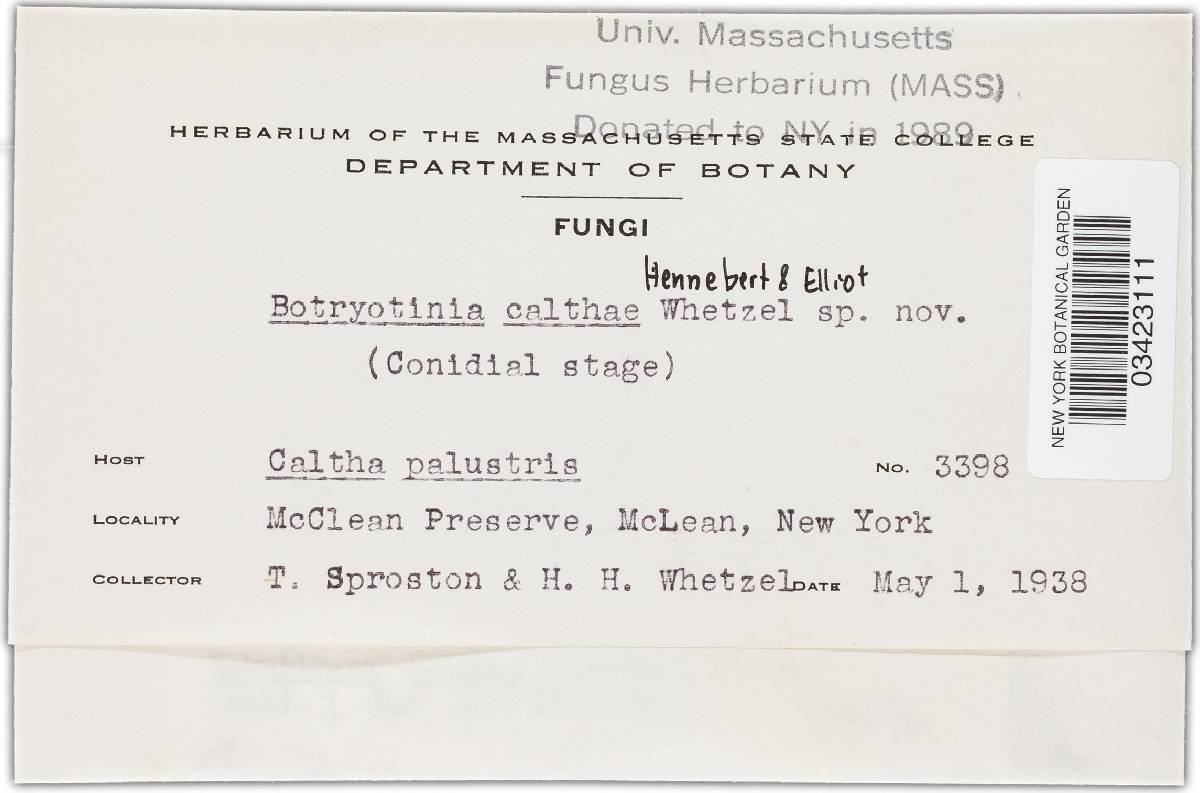 Univ. Massachusetts
Fungus Herbarium (MASS)
Donated to NY in 1989
HERBARIUM OF THE MASSACHUSETTS STATE COLLEGE
DEPARTMENT OF BOTANY
FUNGI
Hennebert & Elliot
Botryotinia calthae Whetzel sp. nov.
(Conidial stage)
HOST Caltha palustris No. 3398
LOCALITY McClean Preserve, McLean, New York
COLLECTOR T. Sproston & H. H. Whetzel DATE May 1, 1938
NEW YORK BOTANICAL GARDEN
03423111